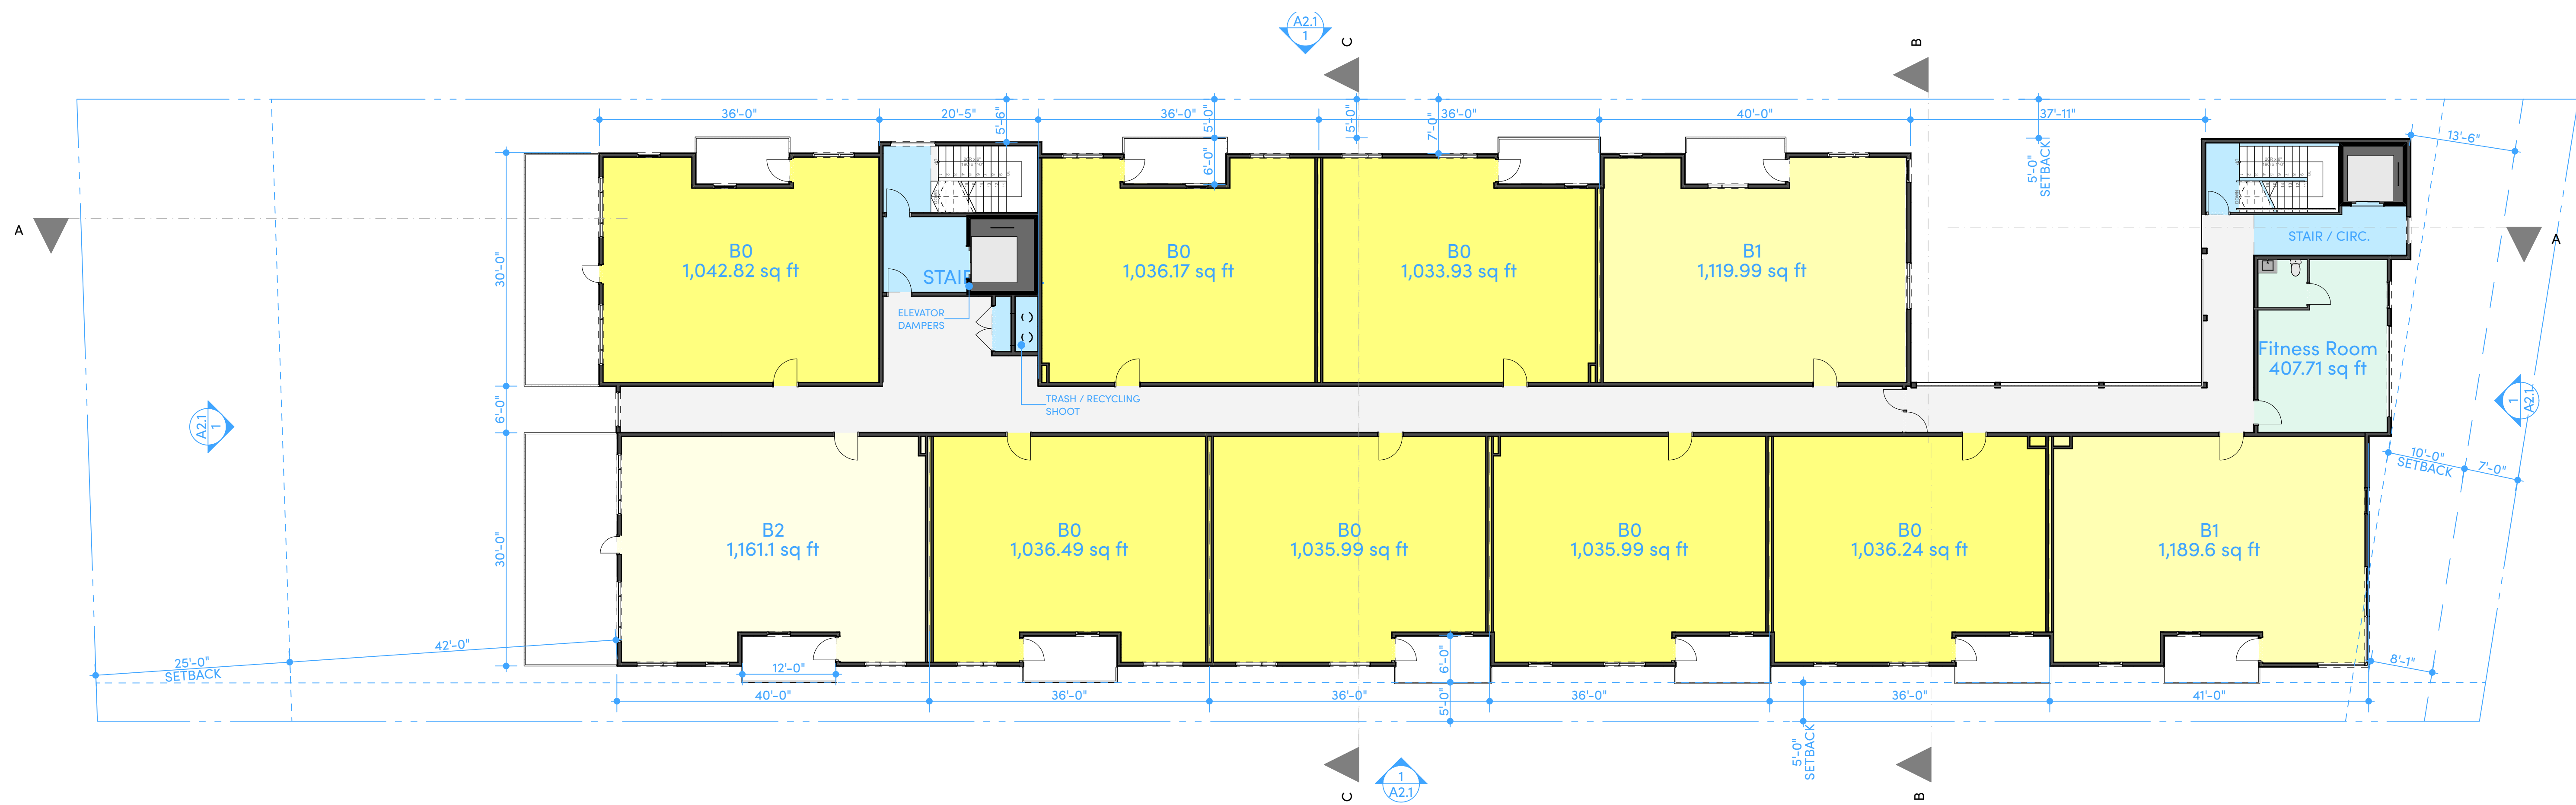 A2.1
1
C
B
36'-0"
20'-5"
5'-6"
36'-0"
5'-0"
5'-0"
36'-0"
7'-0"
40'-0"
37'-11"
13'-6"
5'-0"
SETBACK
6'-0"
A
A
30'-0"
B0
1,042.82 sq ft
STAIR
B0
1,036.17 sq ft
B0
1,033.93 sq ft
B1
1,119.99 sq ft
STAIR / CIRC.
ELEVATOR
DAMPERS
Fitness Room
407.71 sq ft
TRASH / RECYCLING
SHOOT
6'-0"
A2.1
1
1
A2.1
10'-0"
SETBACK
7'-0"
30'-0"
B2
1,161.1 sq ft
B0
1,036.49 sq ft
B0
1,035.99 sq ft
B0
1,035.99 sq ft
B0
1,036.24 sq ft
B1
1,189.6 sq ft
42'-0"
25'-0"
SETBACK
12'-0"
6'-0"
8'-1"
40'-0"
36'-0"
36'-0"
5'-0"
36'-0"
36'-0"
41'-0"
5'-0"
SETBACK
1
A2.1
C
B